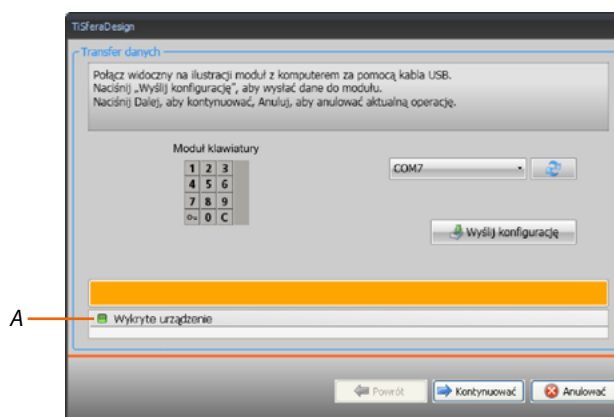 TiSferaDesign
Transfer danych
Połącz widoczny na ilustracji moduł z komputerem za pomocą kabla USB.
Naciśnij „Wyślij konfigurację”, aby wysłać dane do modułu.
Naciśnij Dalej, aby kontynuować, Anuluj, aby anulować aktualną operację.
Moduł klawiatury
COM7
1 2 3
4 5 6
7 8 9
0 C
Wyślij konfigurację
A
Wykryte urządzenie
Powrót
Kontynuować
Anulować